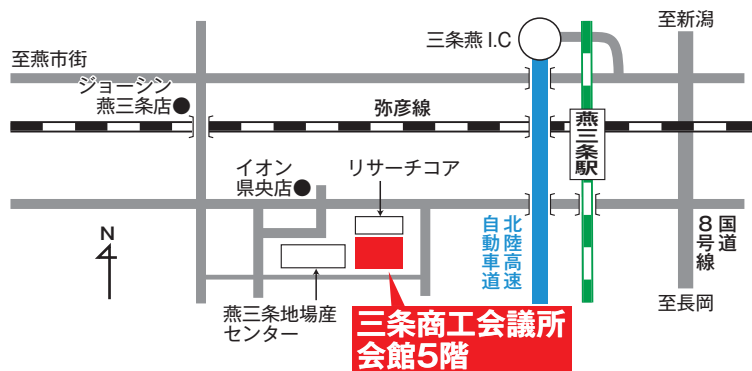 至新潟
三条燕 I.C
至燕市街
ジョーシン
燕三条店
弥彦線
燕三条駅
イオン
県央店
リサーチコア
N
北陸高速
自動車道
国道
8号線
燕三条地場産
センター
至長岡
三条商工会議所
会館5階